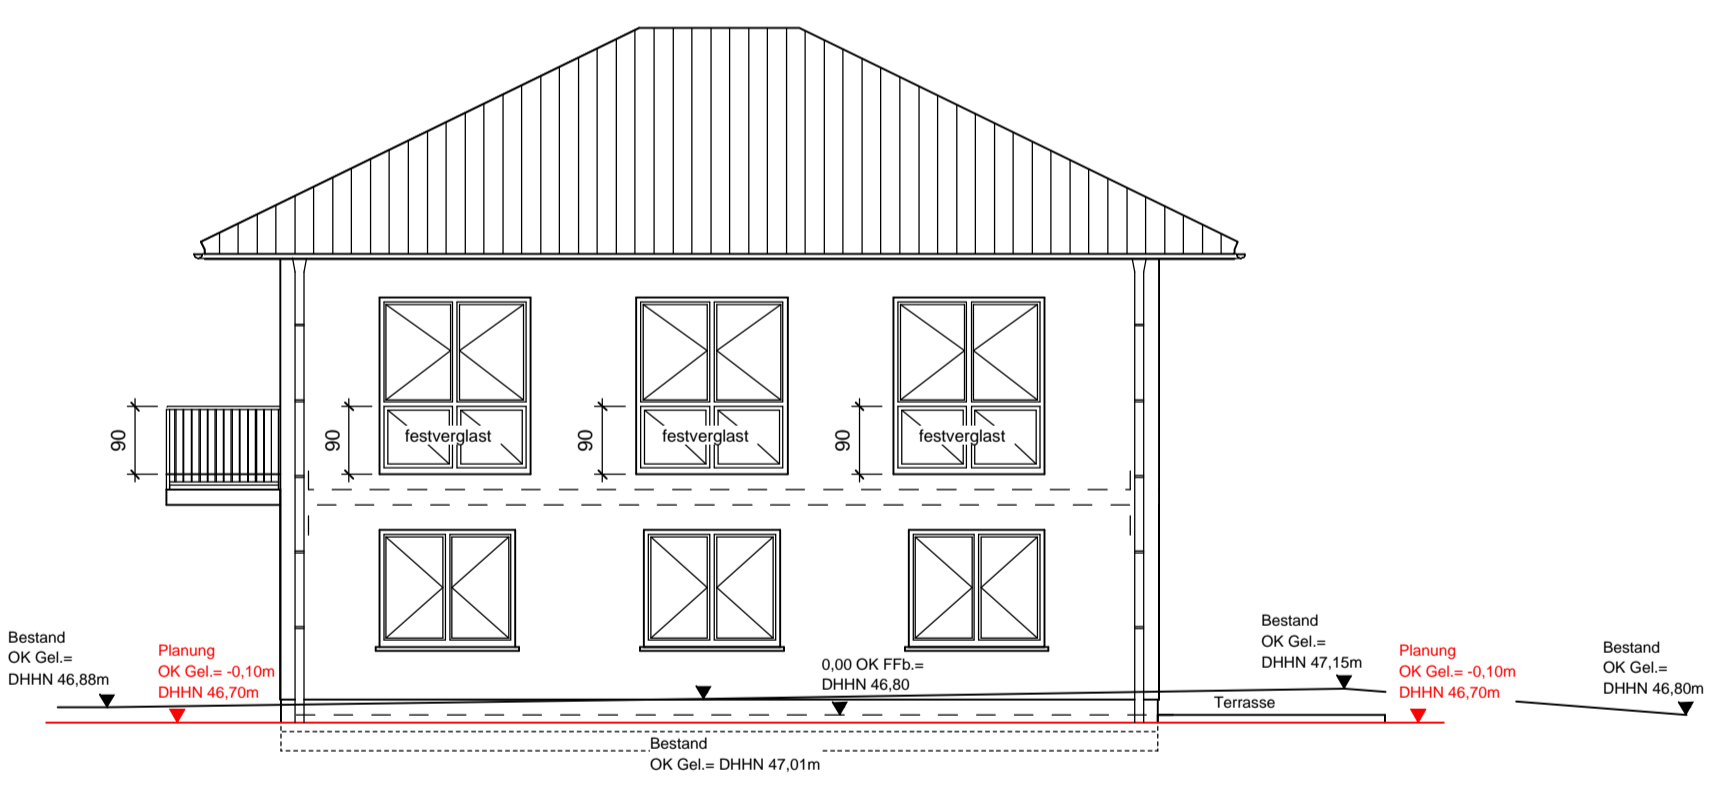 90
90
90
90
festverglast
festverglast
festverglast
Bestand
OK Gel.=
DHHN 46,88m
Planung
OK Gel.= -0,10m
DHHN 46,70m
0,00 OK FFb.=
DHHN 46,80
Bestand
OK Gel.=
DHHN 47,15m
Planung
OK Gel.= -0,10m
DHHN 46,70m
Bestand
OK Gel.=
DHHN 46,80m
Terrasse
Bestand
OK Gel.= DHHN 47,01m